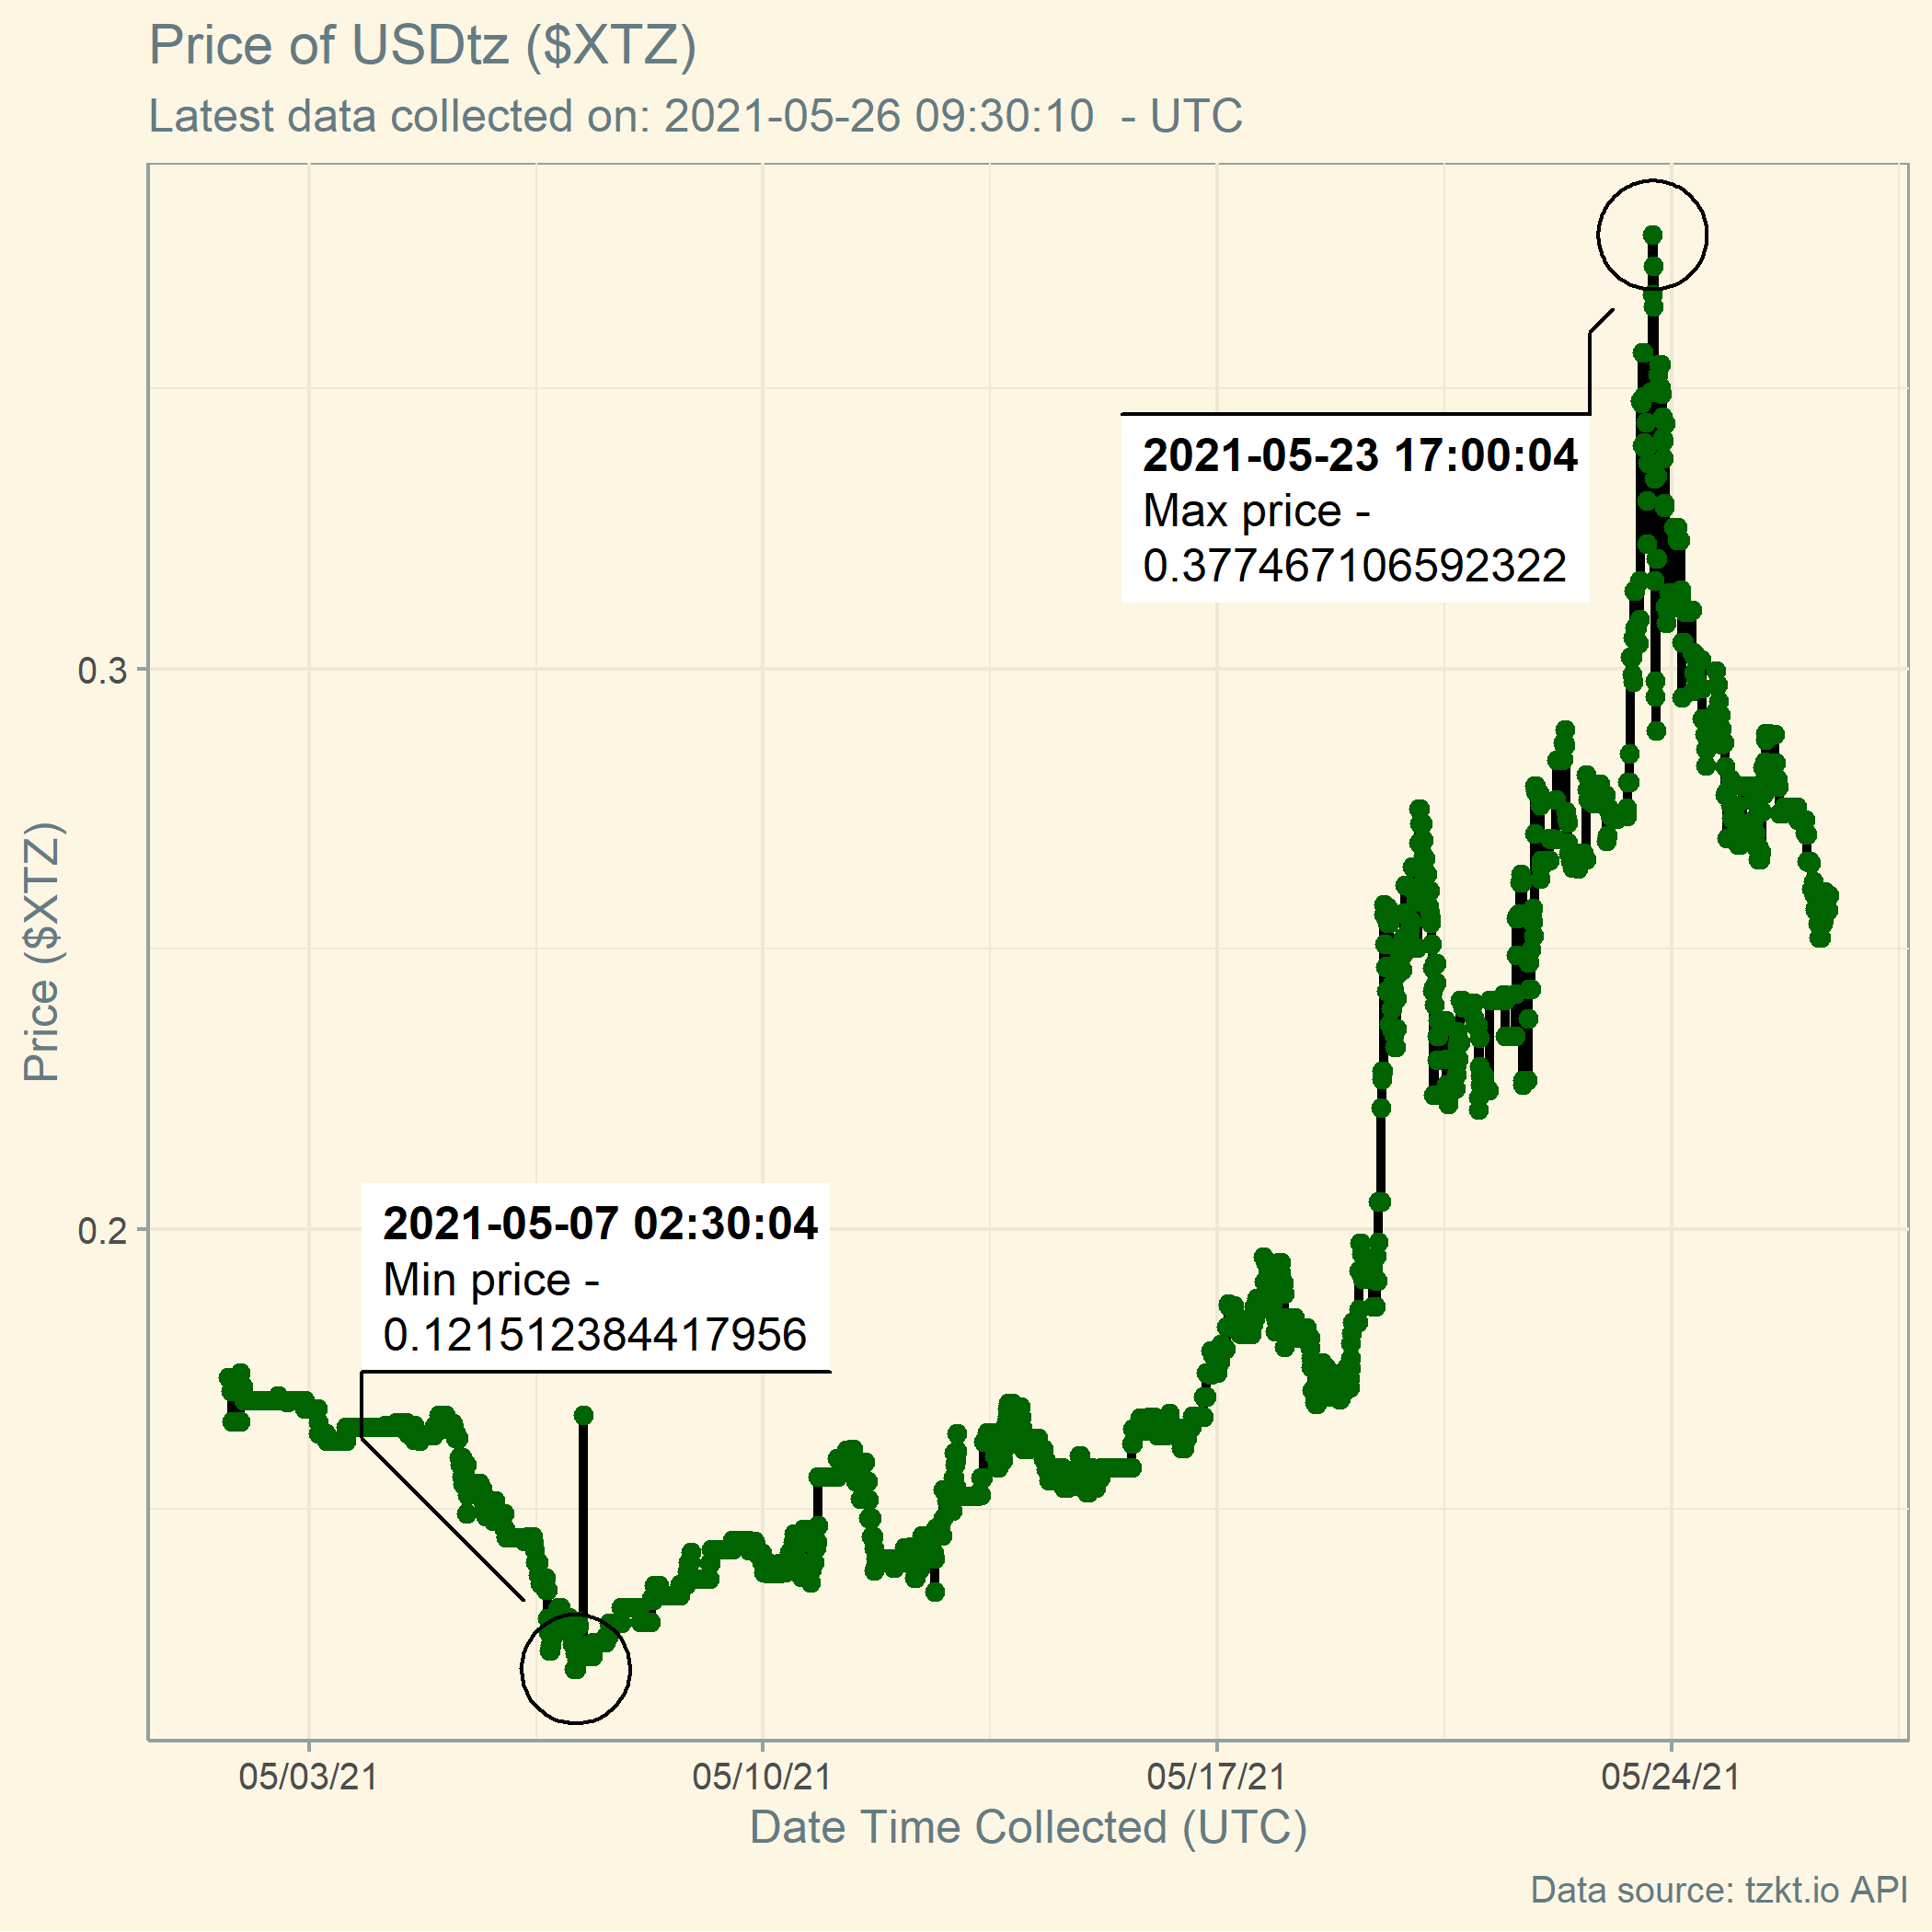 Price of USDtz ($XTZ)
Latest data collected on: 2021-05-26 09:30:10  - UTC
2021-05-23 17:00:04
Max price -
0.377467106592322
0.3
Price ($XTZ)
0.2
2021-05-07 02:30:04
Min price -
0.121512384417956
05/03/21
05/10/21
05/17/21
05/24/21
Date Time Collected (UTC)
Data source: tzkt.io API